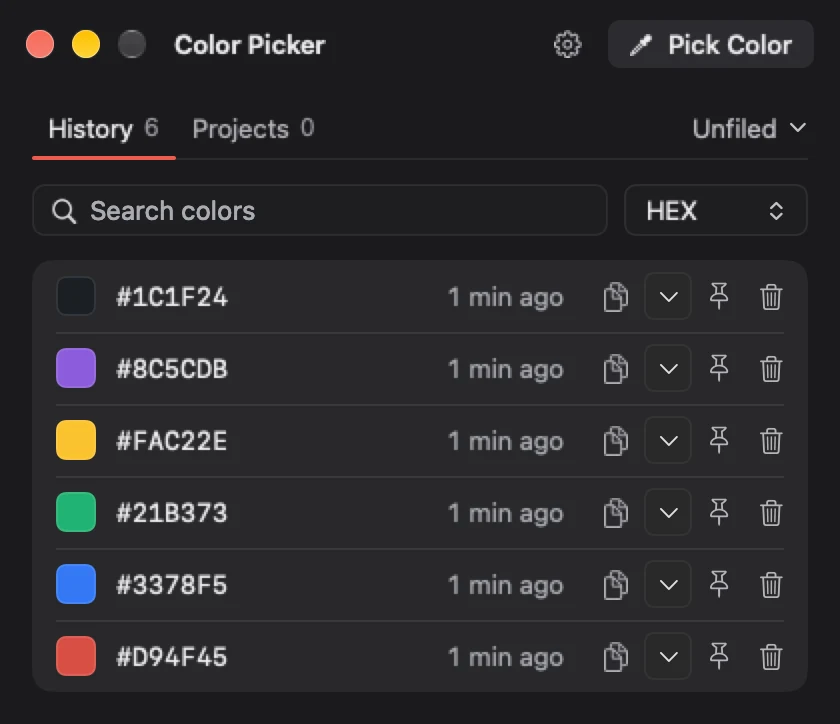 Color Picker Pick Color
History 6 Projects 0 Unfiled
Search colors HEX
#1C1F24 1 min ago
#8C5CDB 1 min ago
#FAC22E 1 min ago
#21B373 1 min ago
#3378F5 1 min ago
#D94F45 1 min ago